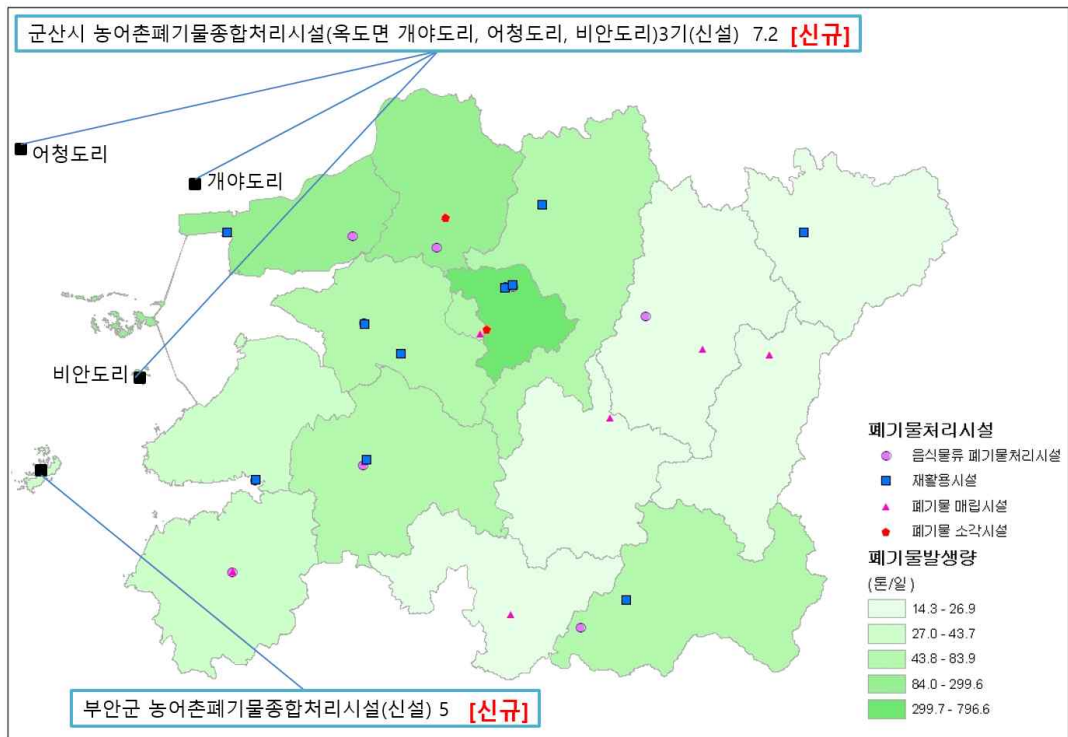 군산시 농어촌폐기물종합처리시설(옥도면 개야도리, 어청도리, 비안도리)3기(신설) 7.2 [신규]
어청도리
개야도리
비안도리
폐기물처리시설
음식물류 폐기물처리시설
재활용시설
폐기물 매립시설
폐기물 소각시설
폐기물발생량
(톤/일)
14.3 - 26.9
27.0 - 43.7
43.8 - 83.9
84.0 - 299.6
299.7 - 796.6
부안군 농어촌폐기물종합처리시설(신설) 5 [신규]